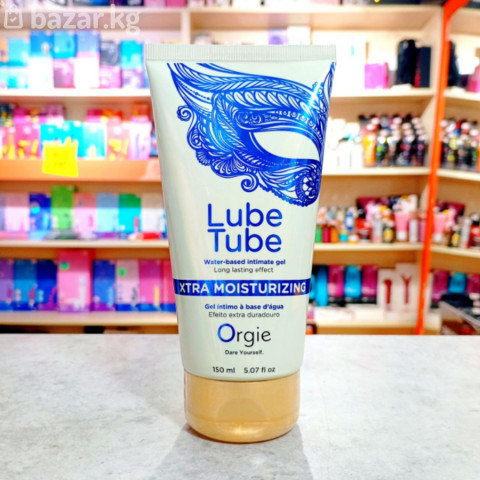 bazar.kg
Lube
Tube
Water-based intimate gel
Long lasting effect
XTRA MOISTURIZING
Gel íntimo à base d'água
Efeito extra duradouro
Orgie
Dare Yourself.
150 ml 5.07 fl oz